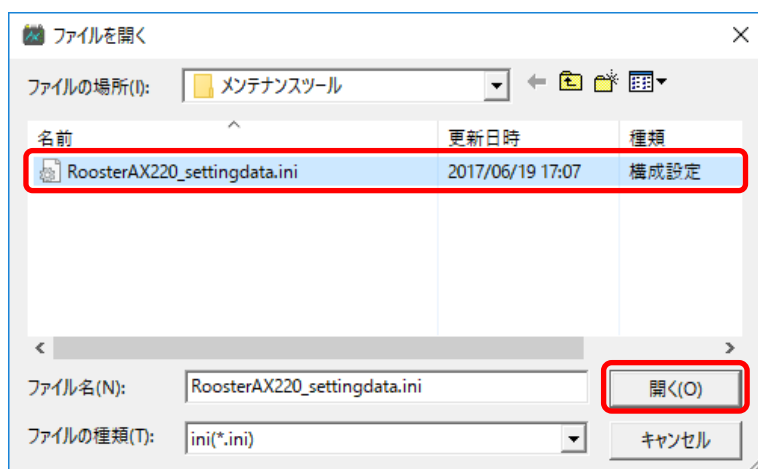 ファイルを開く
ファイルの場所(I): メンテナンスツール
名前 更新日時 種類
RoosterAX220_settingdata.ini 2017/06/19 17:07 構成設定
ファイル名(N): RoosterAX220_settingdata.ini 開く(O)
ファイルの種類(T): ini(*.ini) キャンセル